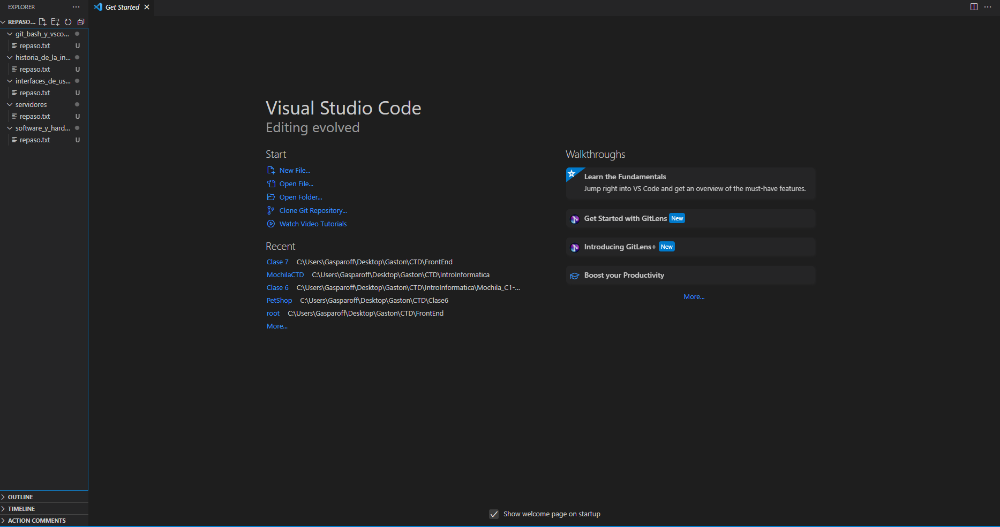 EXPLORER
Get Started
REPASO...
git_bash_y_vsco...
repaso.txt U
historia_de_la_in...
repaso.txt U
interfaces_de_us...
repaso.txt U
servidores
repaso.txt U
software_y_hard...
repaso.txt U
OUTLINE
TIMELINE
ACTION COMMENTS
Visual Studio Code
Editing evolved
Start
New File...
Open File...
Open Folder...
Clone Git Repository...
Watch Video Tutorials
Recent
Clase 7 C:\Users\Gasparoff\Desktop\Gaston\CTD\FrontEnd
MochilaCTD C:\Users\Gasparoff\Desktop\Gaston\CTD\IntroInformatica
Clase 6 C:\Users\Gasparoff\Desktop\Gaston\CTD\IntroInformatica\Mochila_C1-...
PetShop C:\Users\Gasparoff\Desktop\Gaston\CTD\Clase6
root C:\Users\Gasparoff\Desktop\Gaston\CTD\FrontEnd
More...
Walkthroughs
Learn the Fundamentals
Jump right into VS Code and get an overview of the must-have features.
Get Started with GitLens New
Introducing GitLens+ New
Boost your Productivity
More...
Show welcome page on startup